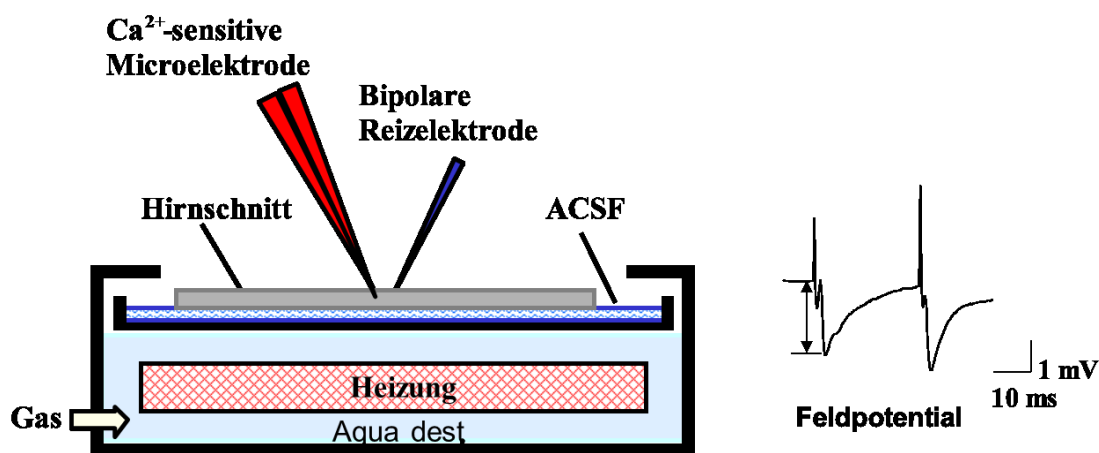 Ca²⁺-sensitive
Microelektrode
Bipolare
Reizelektrode
Hirnschnitt
ACSF
Heizung
Gas
Aqua dest
1 mV
10 ms
Feldpotential